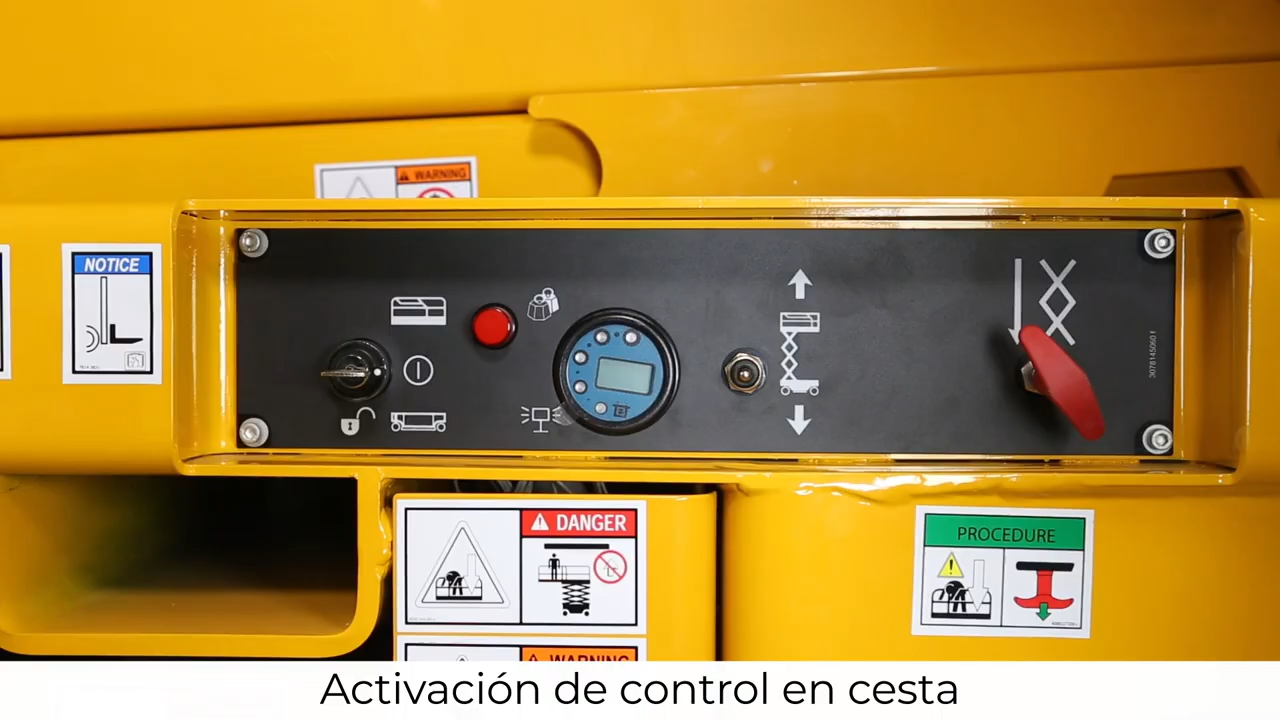 WARNING
NOTICE
DANGER
PROCEDURE
WARNING
Activación de control en cesta